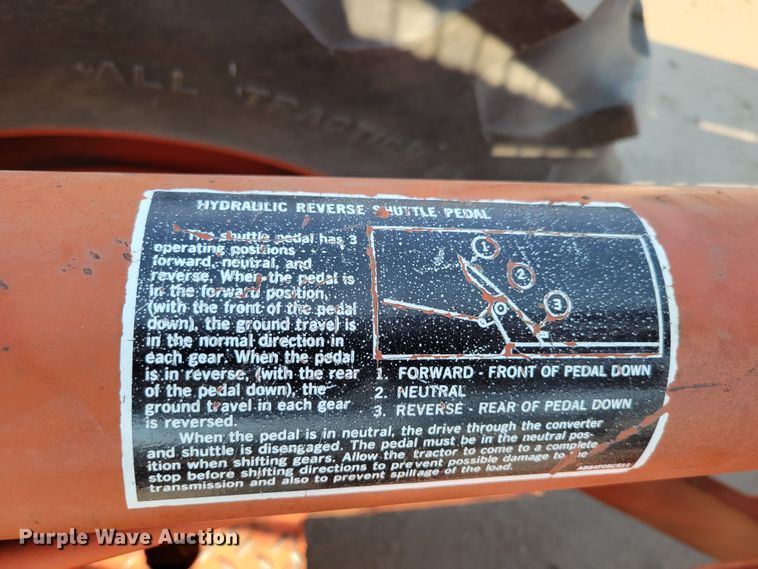 ALL TRACTION
HYDRAULIC REVERSE SHUTTLE PEDAL
The shuttle pedal has 3
operating positions
forward, neutral, and
reverse. When the pedal is
in the forward position,
(with the front of the pedal
down), the ground travel is
in the normal direction in
each gear. When the pedal
is in reverse, (with the rear
of the pedal down), the
ground travel in each gear
is reversed.
1
2
3
1. FORWARD - FRONT OF PEDAL DOWN
2. NEUTRAL
3. REVERSE - REAR OF PEDAL DOWN
When the pedal is in neutral, the drive through the converter
and shuttle is disengaged. The pedal must be in the neutral pos-
ition when shifting gears. Allow the tractor to come to a complete
stop before shifting directions to prevent possible damage to the
transmission and also to prevent spillage of the load.
Purple Wave Auction